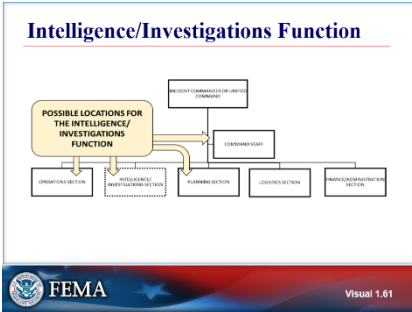 Intelligence/Investigations Function
INCIDENT COMMANDER OR UNIFIED
COMMAND
POSSIBLE LOCATIONS FOR
THE INTELLIGENCE/
INVESTIGATIONS
FUNCTION
COMMAND STAFF
OPERATIONS SECTION
INTELLIGENCE/
INVESTIGATIONS SECTION
PLANNING SECTION
LOGISTICS SECTION
FINANCE/ADMINISTRATION
SECTION
FEMA
Visual 1.61